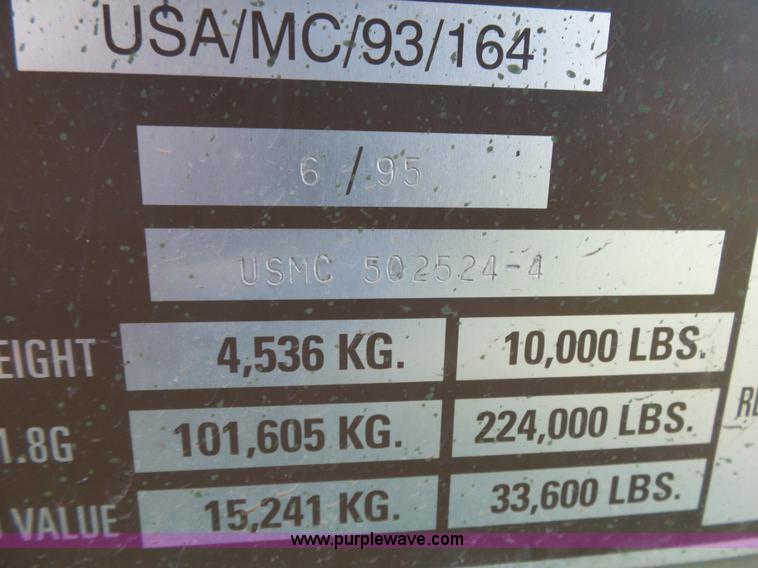 USA/MC/93/164
6 / 95
USMC 502524-4
EIGHT 4,536 KG. 10,000 LBS.
1.8G 101,605 KG. 224,000 LBS.
VALUE 15,241 KG. 33,600 LBS.
www.purplewave.com